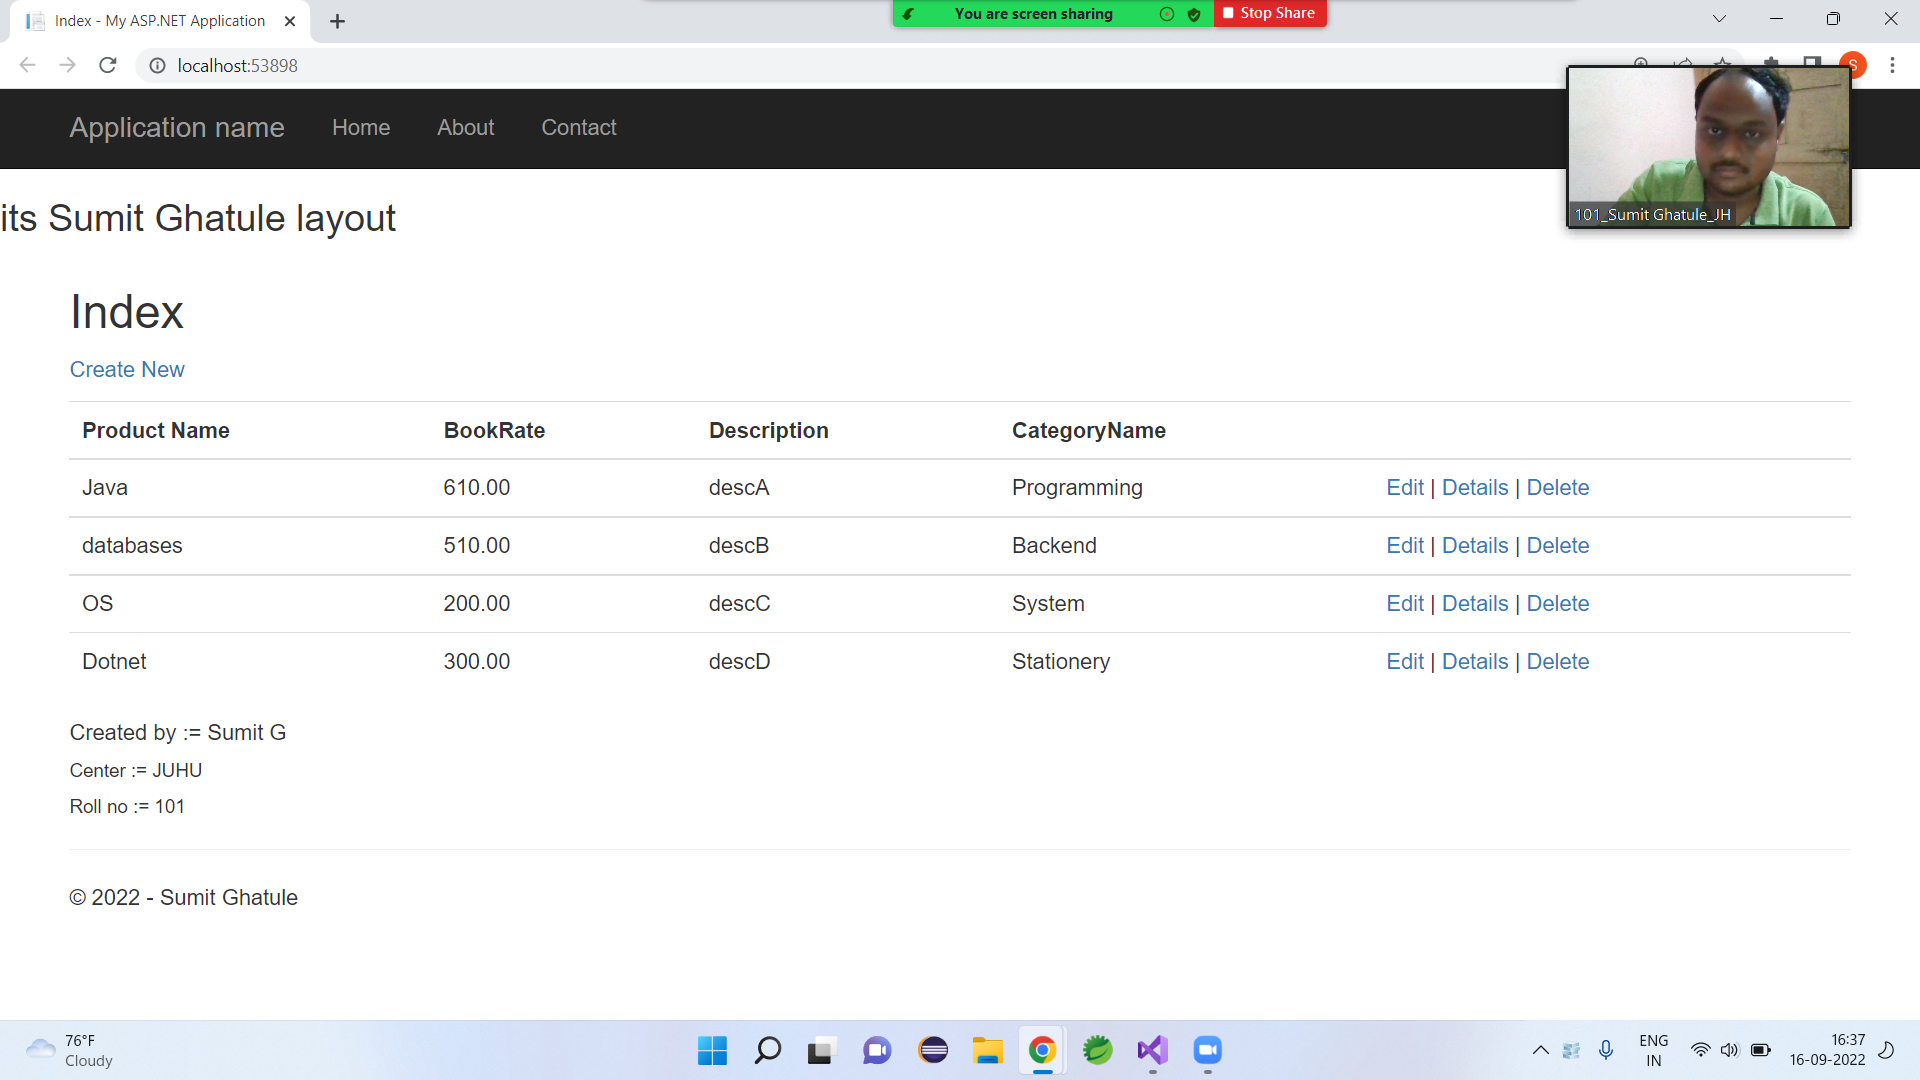 Index - My ASP.NET Application
You are screen sharing
Stop Share
localhost:53898
S
Application name Home About Contact
101_Sumit Ghatule_JH
its Sumit Ghatule layout
Index
Create New
Product Name BookRate Description CategoryName
Java 610.00 descA Programming Edit | Details | Delete
databases 510.00 descB Backend Edit | Details | Delete
OS 200.00 descC System Edit | Details | Delete
Dotnet 300.00 descD Stationery Edit | Details | Delete
Created by := Sumit G
Center := JUHU
Roll no := 101
© 2022 - Sumit Ghatule
76°F
Cloudy
ENG
IN
16:37
16-09-2022